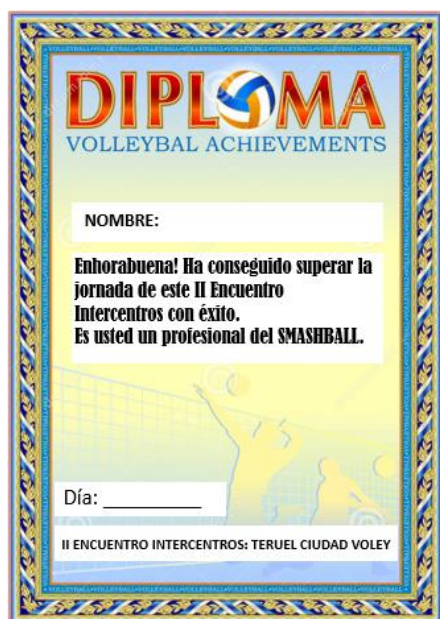 DIPLOMA
VOLLEYBAL ACHIEVEMENTS
NOMBRE:
Enhorabuena! Ha conseguido superar la
jornada de este II Encuentro
Intercentros con éxito.
Es usted un profesional del SMASHBALL.
Día: __________
II ENCUENTRO INTERCENTROS: TERUEL CIUDAD VOLEY